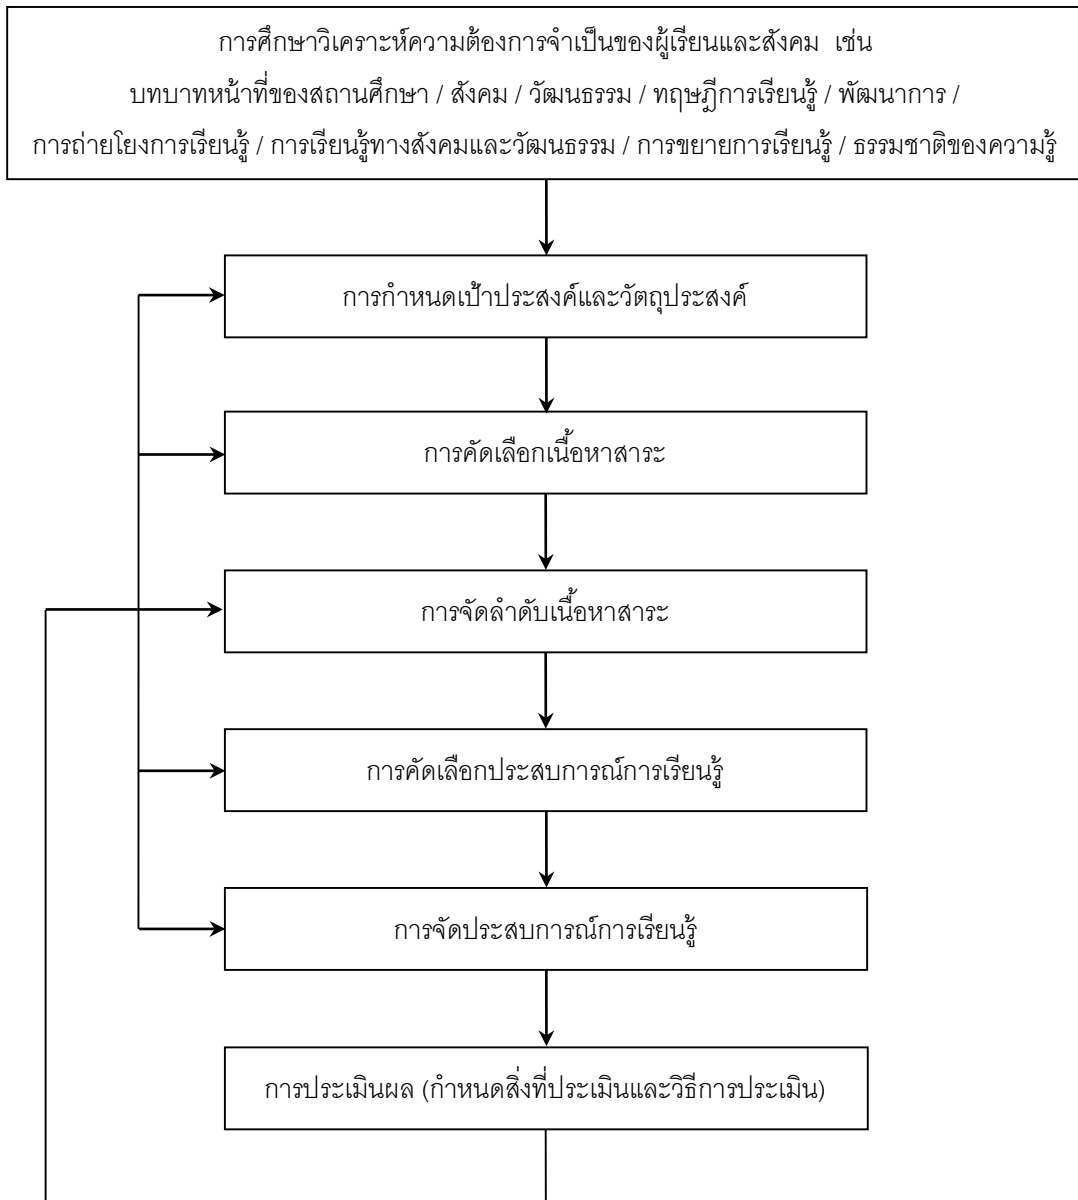 การศึกษาวิเคราะห์ความต้องการจำเป็นของผู้เรียนและสังคม เช่น
บทบาทหน้าที่ของสถานศึกษา / สังคม / วัฒนธรรม / ทฤษฎีการเรียนรู้ / พัฒนาการ /
การถ่ายโยงการเรียนรู้ / การเรียนรู้ทางสังคมและวัฒนธรรม / การขยายการเรียนรู้ / ธรรมชาติของความรู้
การกำหนดเป้าประสงค์และวัตถุประสงค์
การคัดเลือกเนื้อหาสาระ
การจัดลำดับเนื้อหาสาระ
การคัดเลือกประสบการณ์การเรียนรู้
การจัดประสบการณ์การเรียนรู้
การประเมินผล (กำหนดสิ่งที่ประเมินและวิธีการประเมิน)